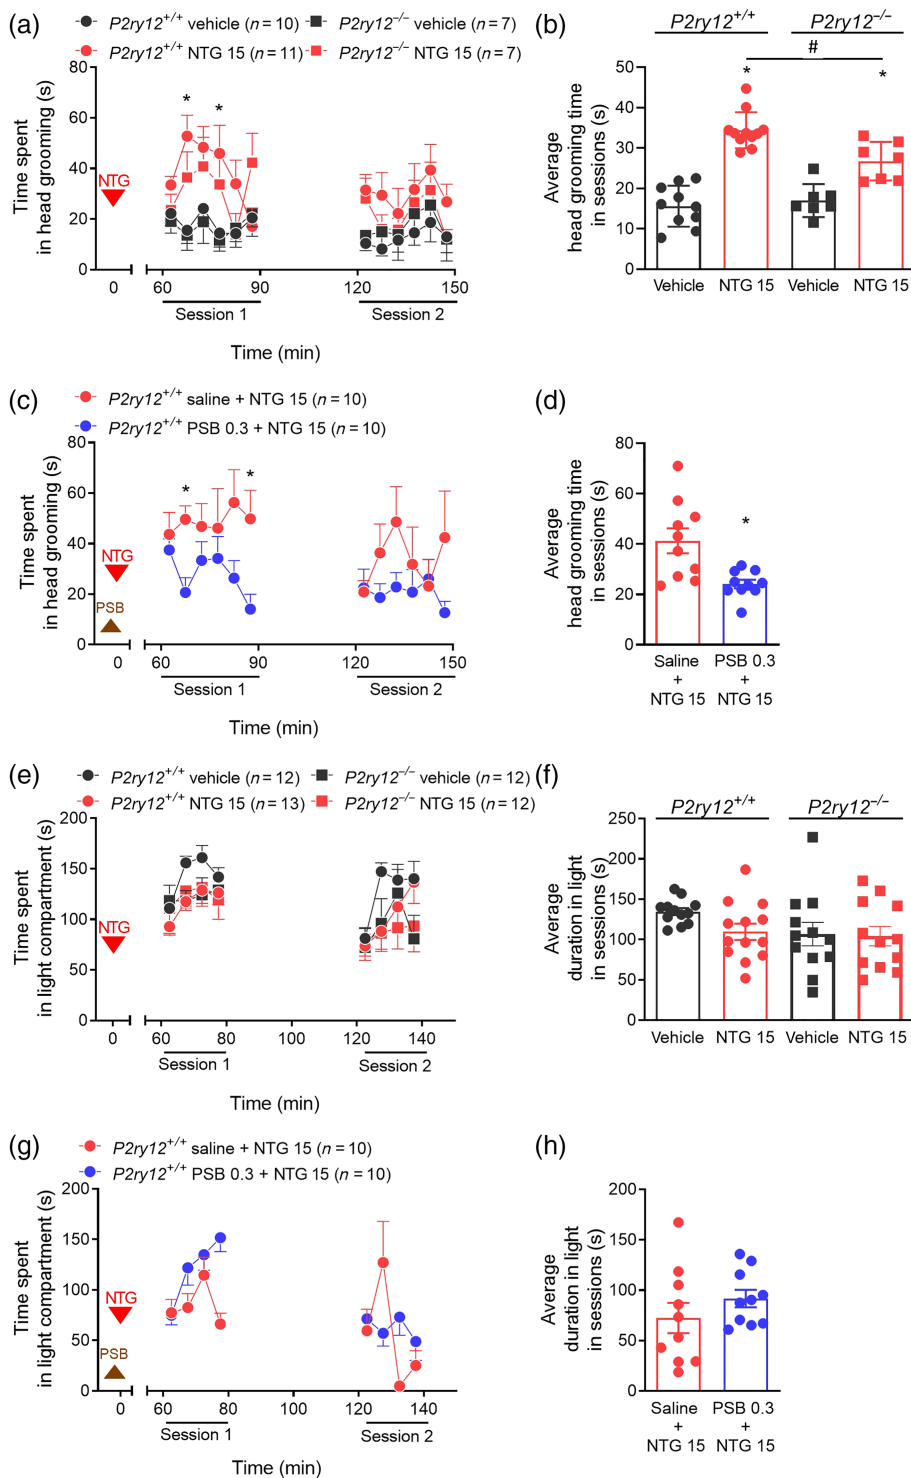 (a)
P2ry12+/+ vehicle (n = 10)
P2ry12−/− vehicle (n = 7)
P2ry12+/+ NTG 15 (n = 11)
P2ry12−/− NTG 15 (n = 7)
Time spent
in head grooming (s)
80
60
40
20
0
NTG
* *
0 60 90 120 150
Session 1 Session 2
Time (min)
(b)
P2ry12+/+ P2ry12−/−
#
* *
Average
head grooming time
in sessions (s)
50
40
30
20
10
0
Vehicle NTG 15 Vehicle NTG 15
(c)
P2ry12+/+ saline + NTG 15 (n = 10)
P2ry12+/+ PSB 0.3 + NTG 15 (n = 10)
Time spent
in head grooming (s)
80
60
40
20
0
NTG
PSB
* *
0 60 90 120 150
Session 1 Session 2
Time (min)
(d)
Average
head grooming time
in sessions (s)
80
60
40
20
0
*
Saline PSB 0.3
+ +
NTG 15 NTG 15
(e)
P2ry12+/+ vehicle (n = 12)
P2ry12−/− vehicle (n = 12)
P2ry12+/+ NTG 15 (n = 13)
P2ry12−/− NTG 15 (n = 12)
Time spent
in light compartment (s)
200
150
100
50
0
NTG
0 60 80 100 120 140
Session 1 Session 2
Time (min)
(f)
P2ry12+/+ P2ry12−/−
Average
duration in light
in sessions (s)
250
200
150
100
50
0
Vehicle NTG 15 Vehicle NTG 15
(g)
P2ry12+/+ saline + NTG 15 (n = 10)
P2ry12+/+ PSB 0.3 + NTG 15 (n = 10)
Time spent
in light compartment (s)
200
150
100
50
0
NTG
PSB
0 60 80 100 120 140
Session 1 Session 2
Time (min)
(h)
Average
duration in light
in sessions (s)
200
150
100
50
0
Saline PSB 0.3
+ +
NTG 15 NTG 15